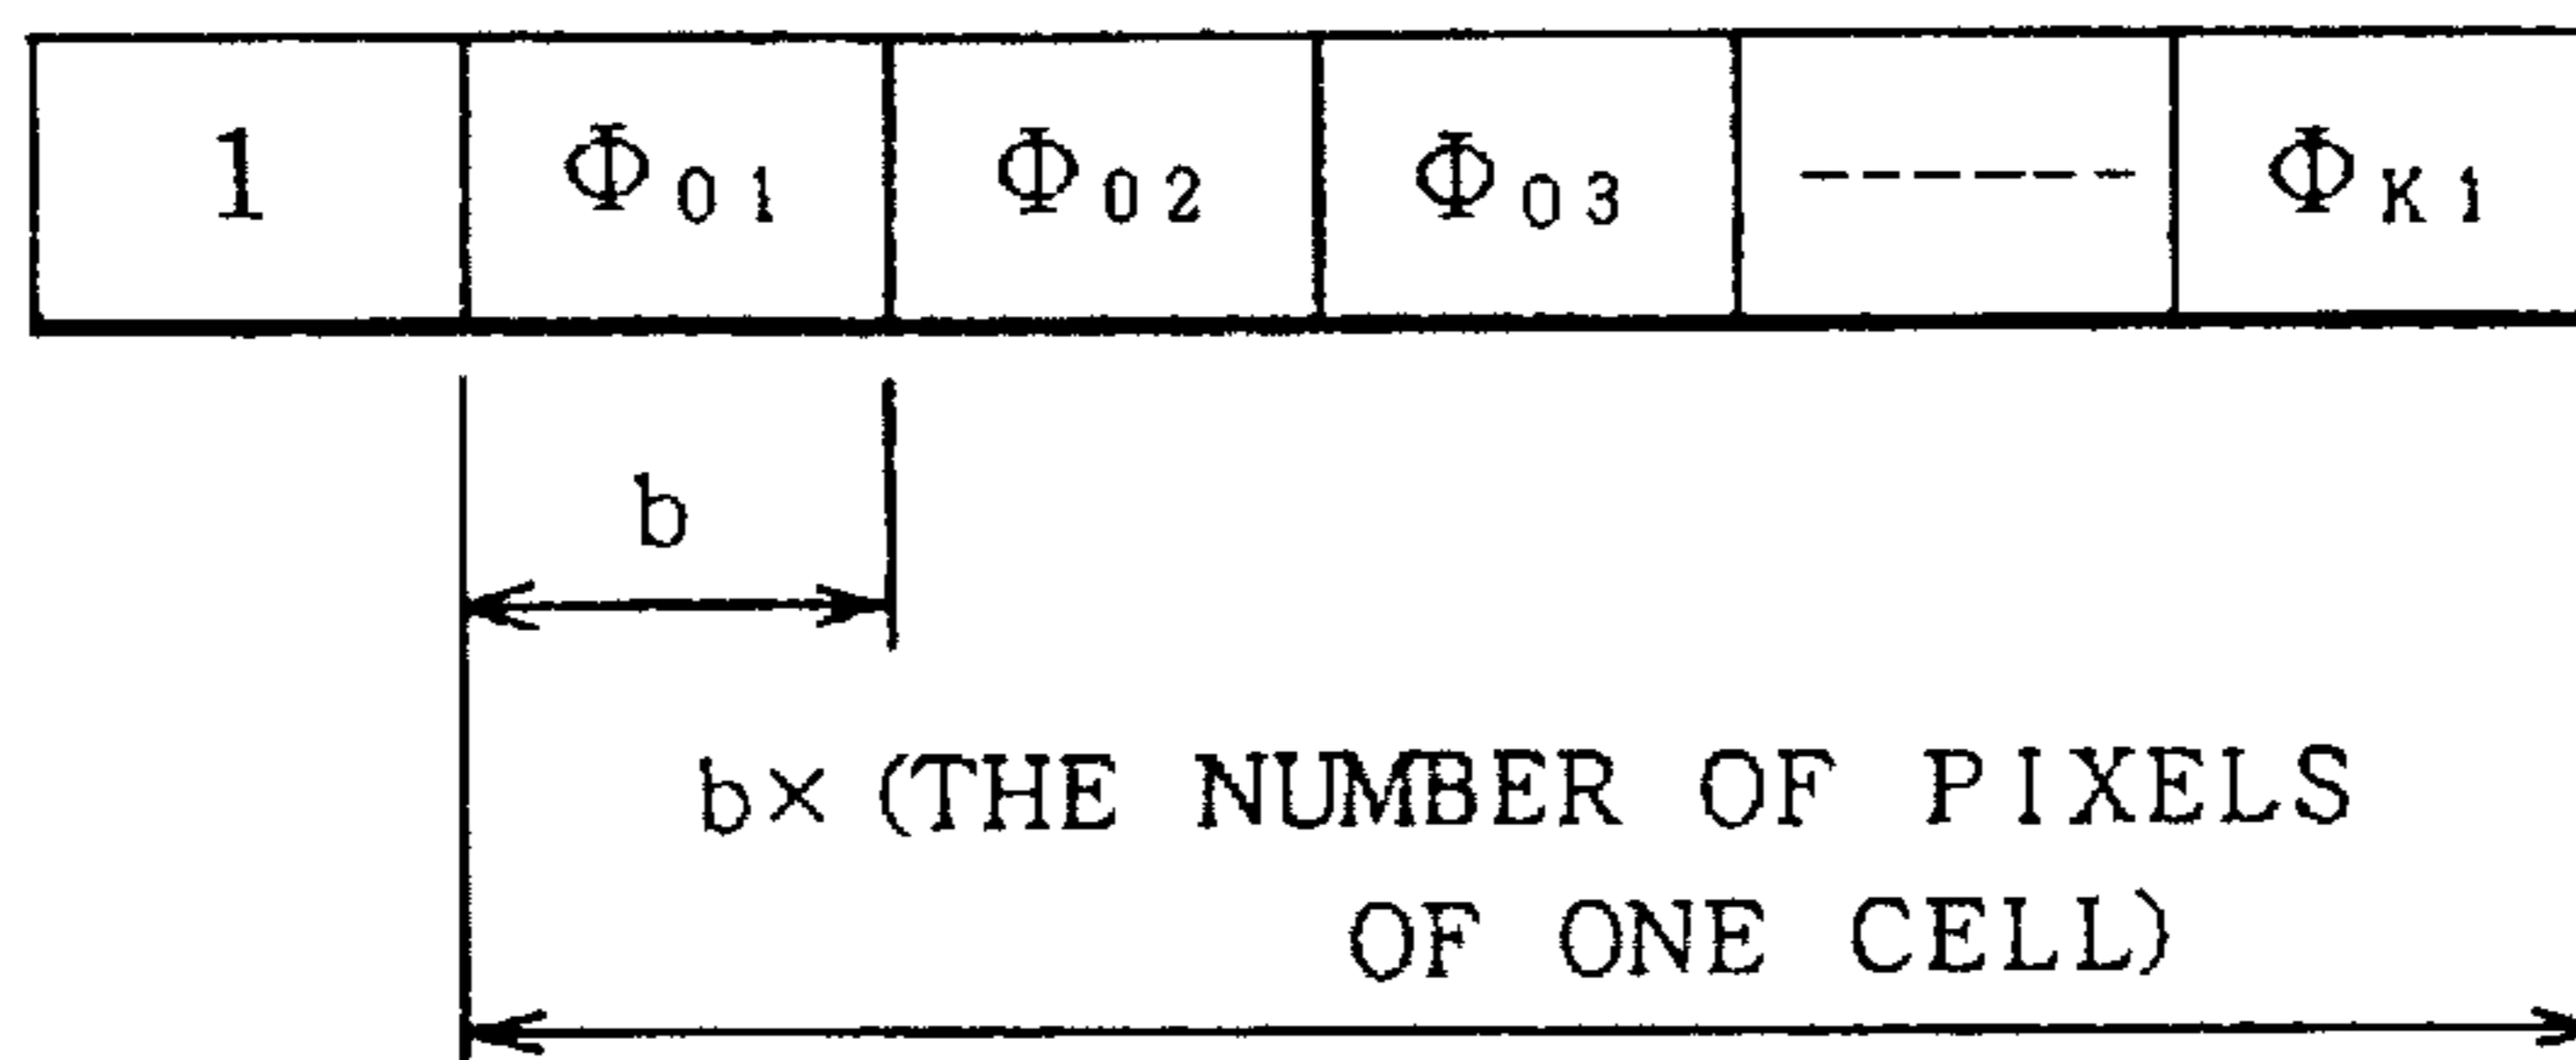 1 Φ01 Φ02 Φ03 ------ ΦK1
b
b× (THE NUMBER OF PIXELS
OF ONE CELL)